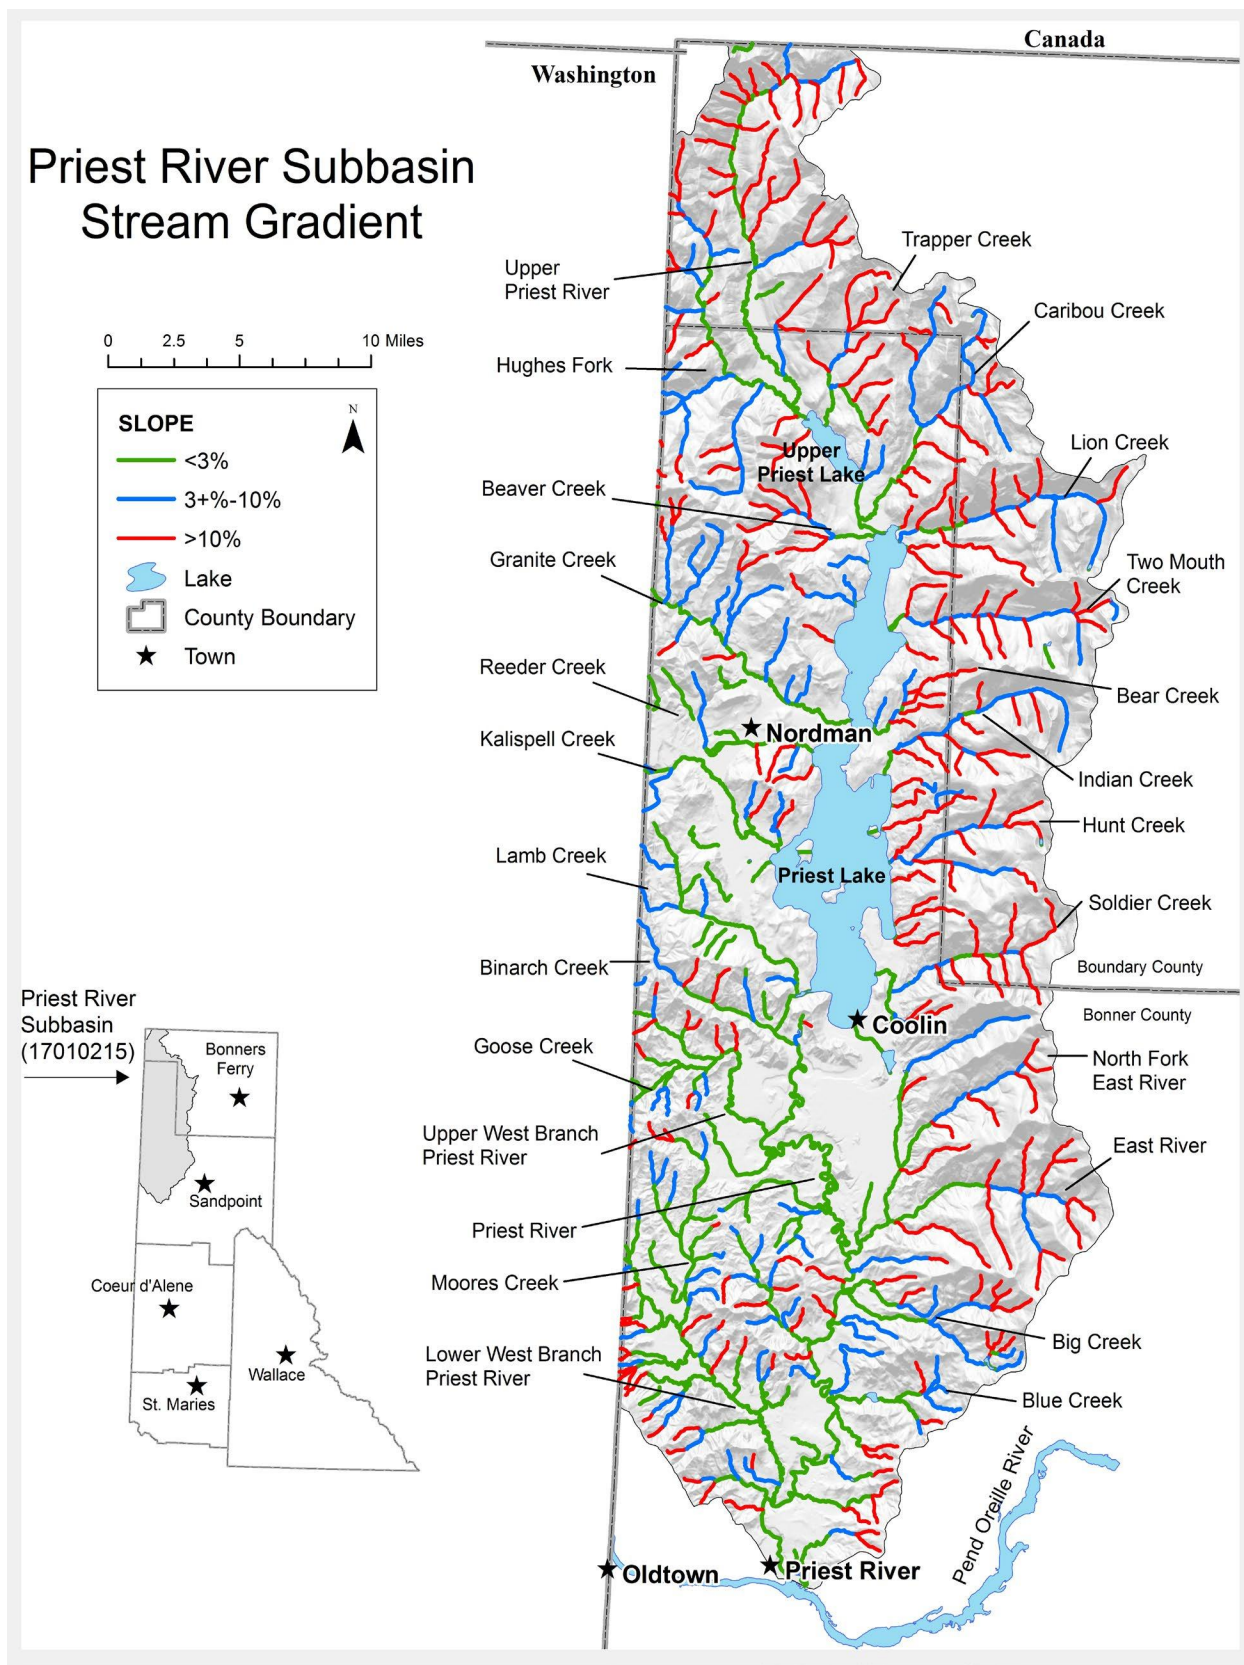 Canada
Washington
Priest River Subbasin
Stream Gradient
Trapper Creek
Upper
Priest River
Caribou Creek
0 2.5 5 10 Miles
Hughes Fork
SLOPE
N
<3%
3+%-10%
>10%
Lake
County Boundary
Town
Lion Creek
Upper
Priest Lake
Beaver Creek
Granite Creek
Two Mouth
Creek
Reeder Creek
Bear Creek
Nordman
Kalispell Creek
Indian Creek
Hunt Creek
Lamb Creek
Priest Lake
Soldier Creek
Binarch Creek
Boundary County
Priest River
Subbasin
(17010215)
Bonner County
Coolin
Goose Creek
North Fork
East River
Bonners
Ferry
Upper West Branch
Priest River
East River
Sandpoint
Priest River
Moores Creek
Coeur d'Alene
Big Creek
Lower West Branch
Priest River
Wallace
St. Maries
Blue Creek
Pend Oreille River
Oldtown
Priest River